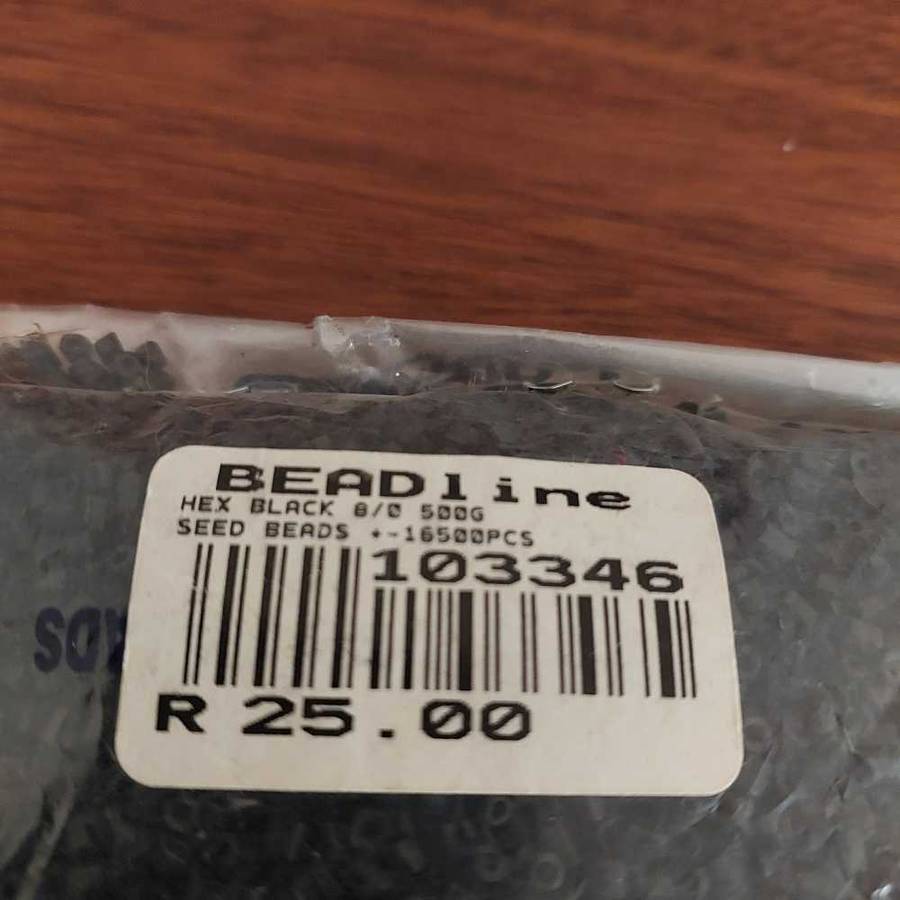 BEADline
HEX BLACK 8/0 500G
SEED BEADS +-16500PCS
103346
R 25.00